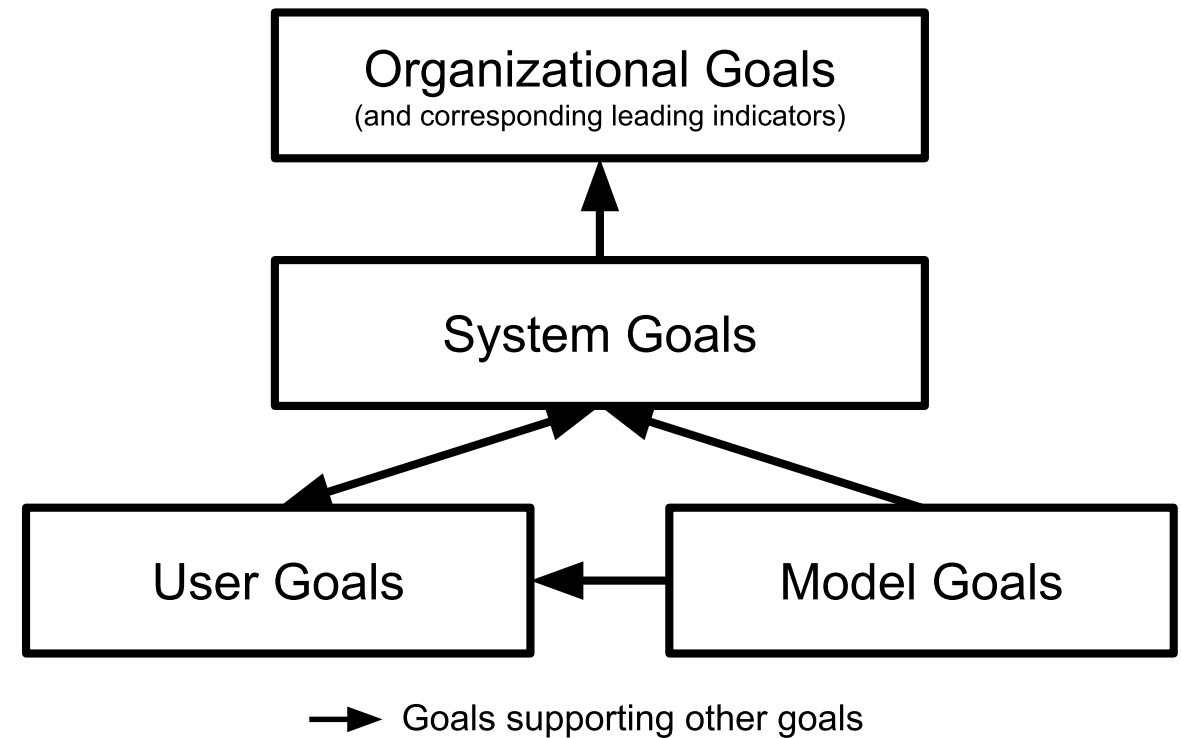 Organizational Goals
(and corresponding leading indicators)
System Goals
User Goals
Model Goals
Goals supporting other goals